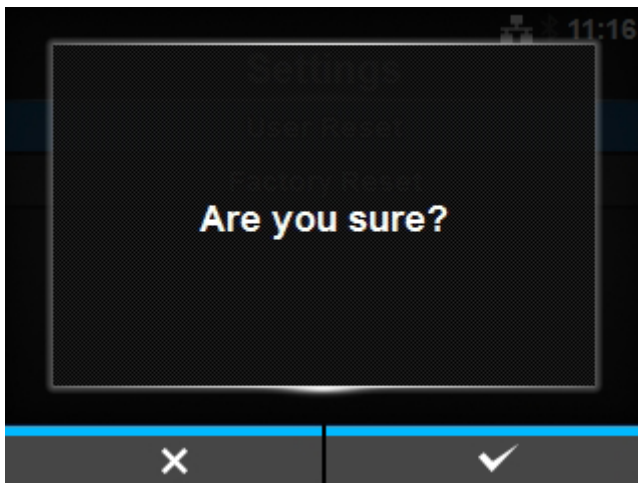 11:16
Settings
User Reset
Factory Reset
Are you sure?